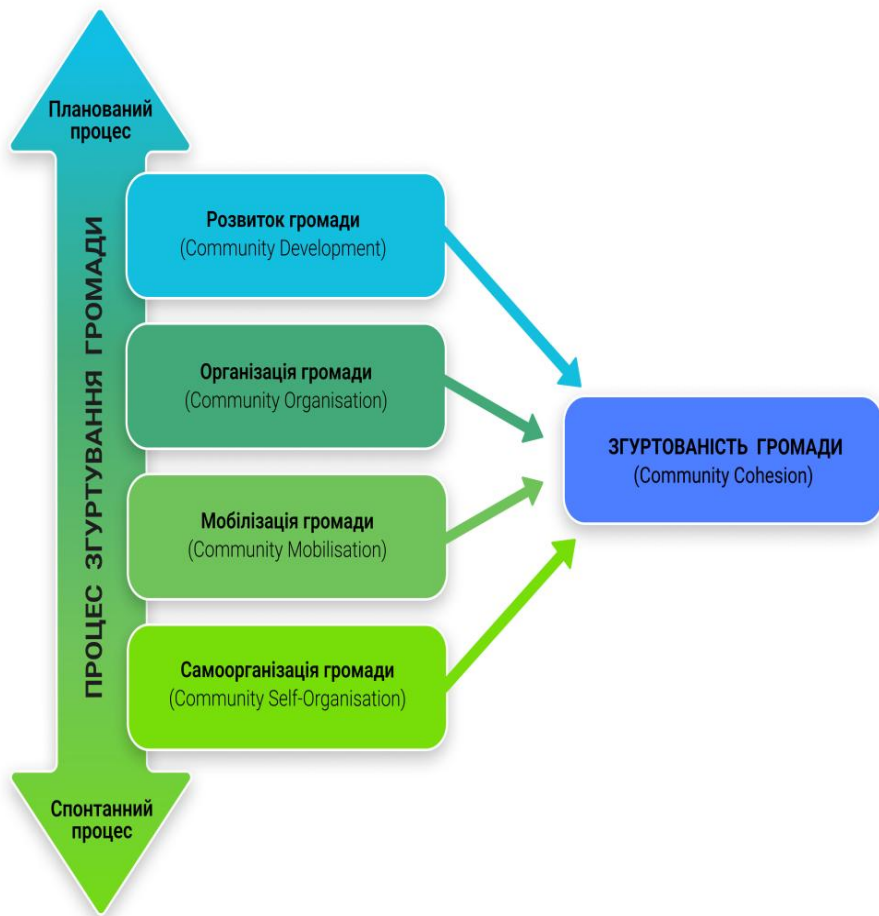 Планований
процес
ПРОЦЕС ЗГУРТУВАННЯ ГРОМАДИ
Розвиток громади
(Community Development)
Організація громади
(Community Organisation)
Мобілізація громади
(Community Mobilisation)
Самоорганізація громади
(Community Self-Organisation)
ЗГУРТОВАНІСТЬ ГРОМАДИ
(Community Cohesion)
Спонтанний
процес